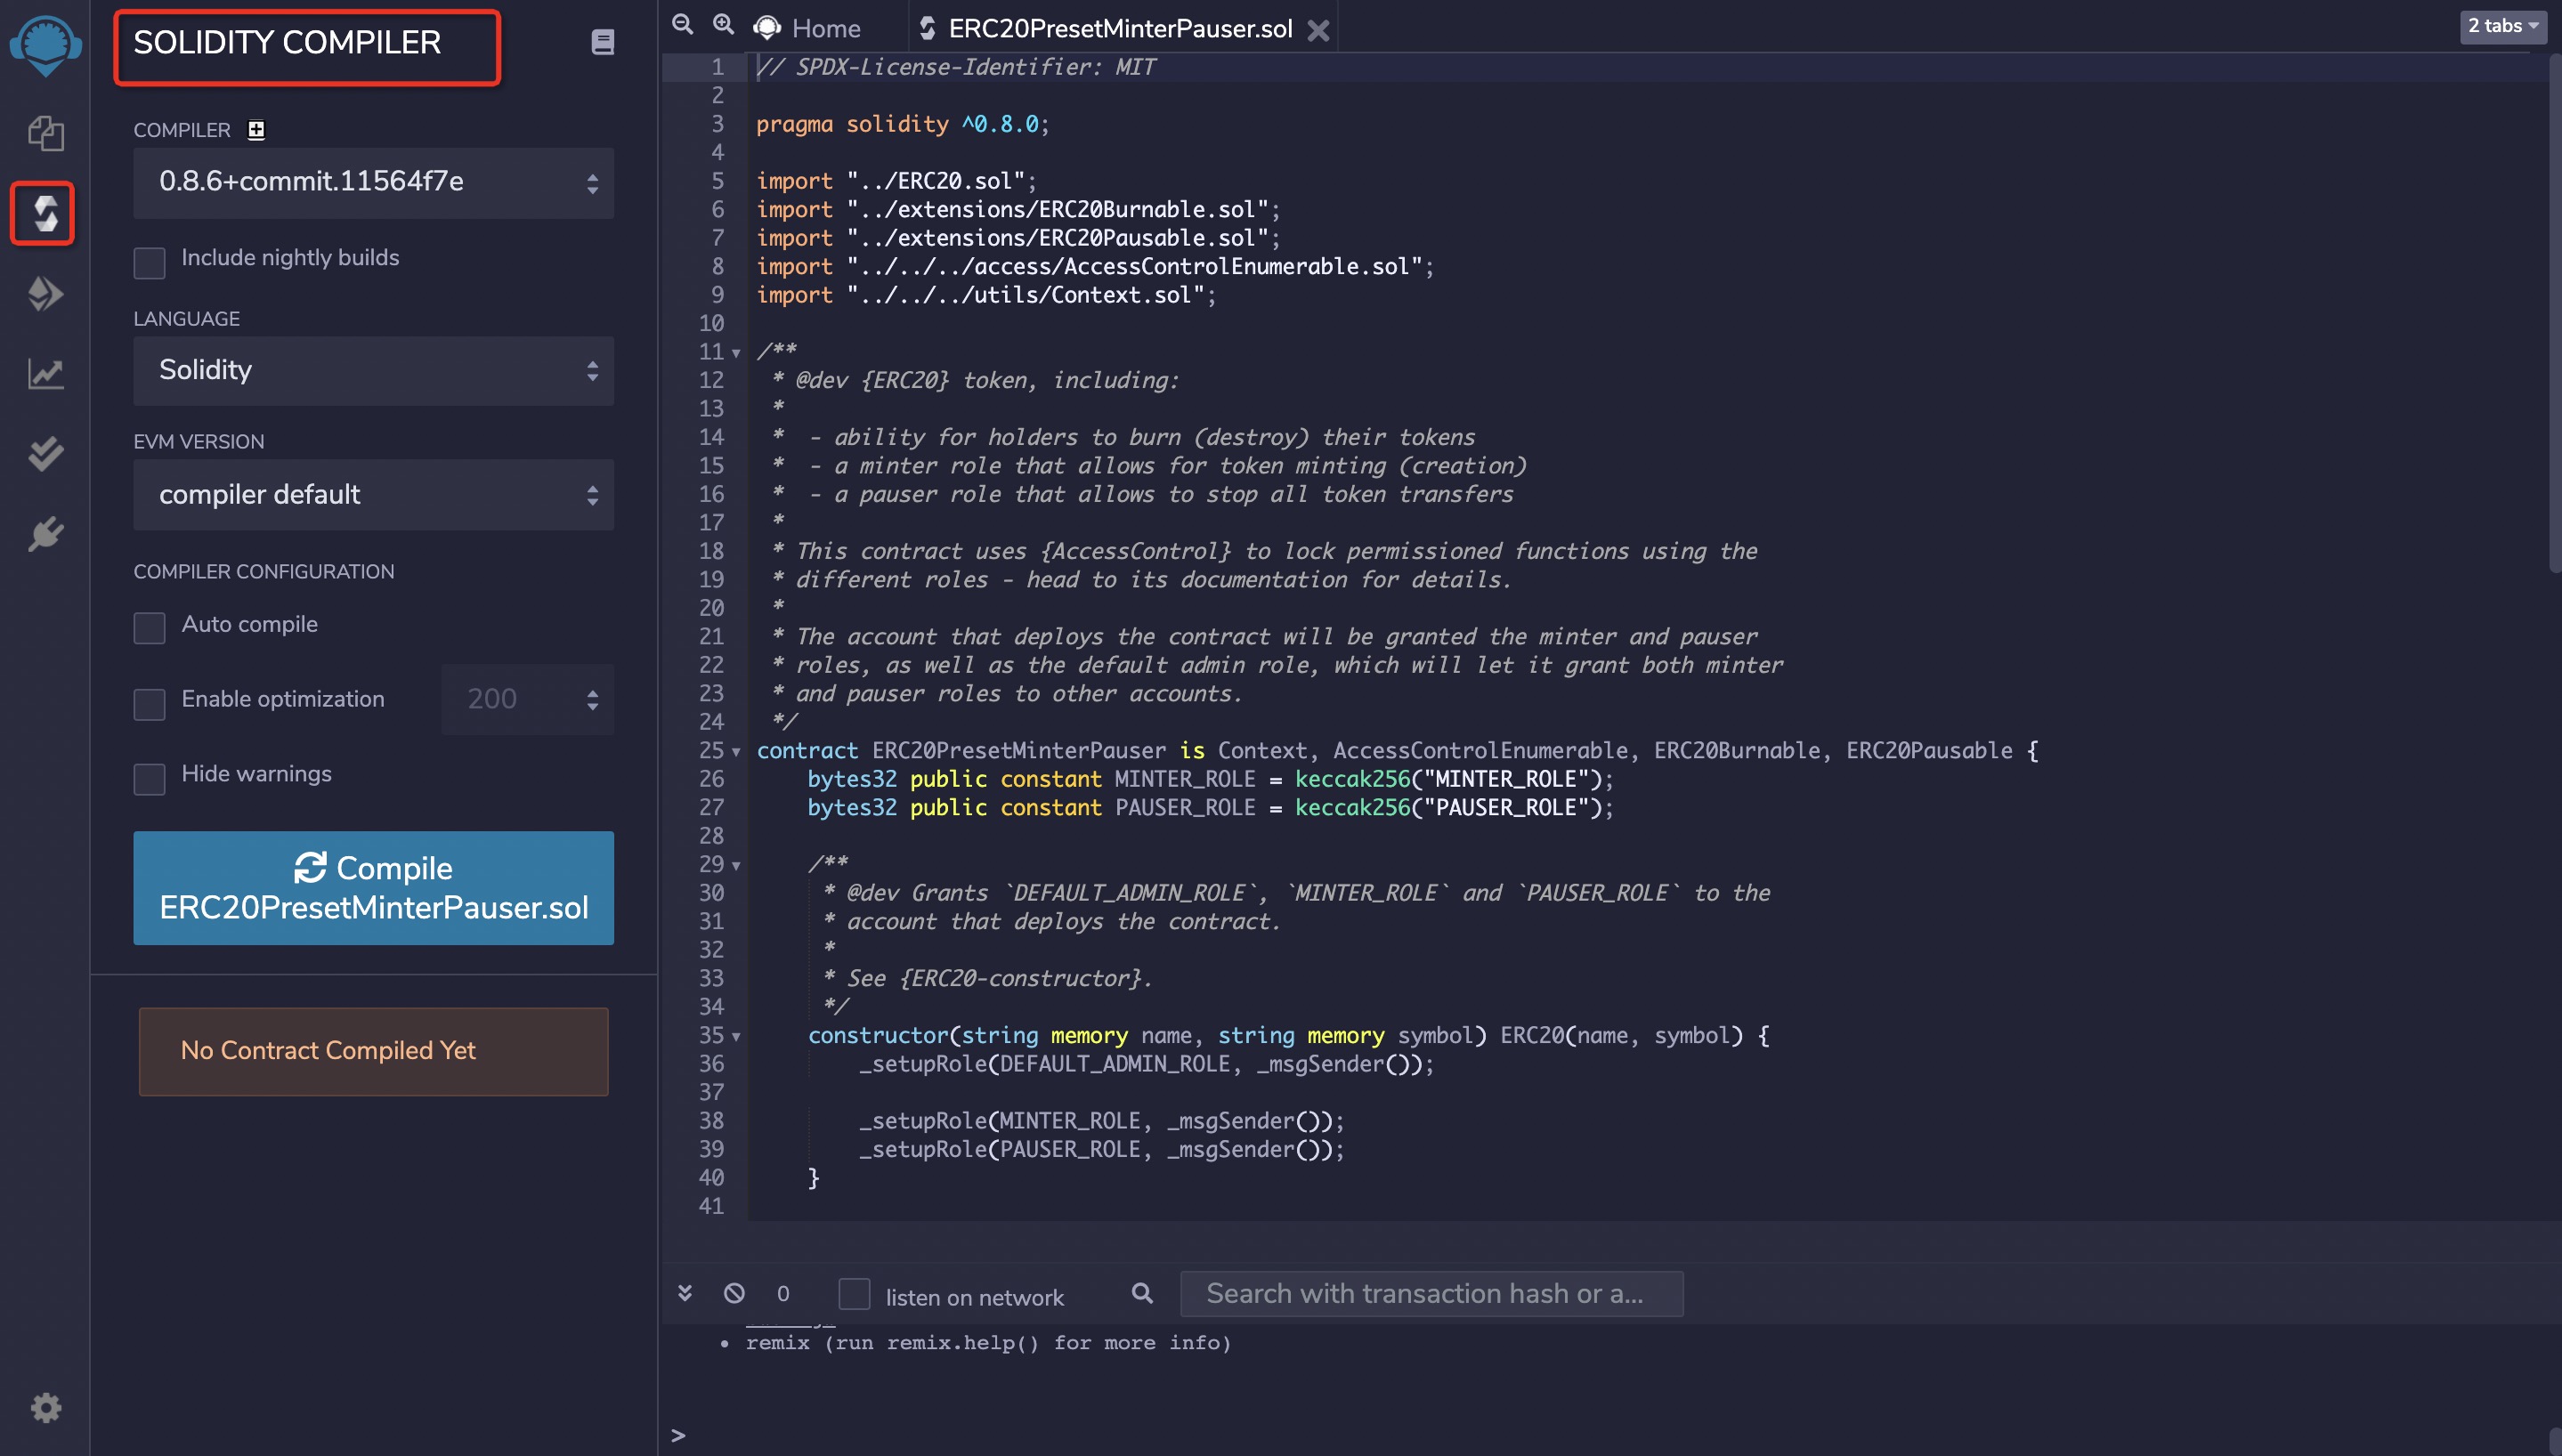 SOLIDITY COMPILER
COMPILER
0.8.6+commit.11564f7e
Include nightly builds
LANGUAGE
Solidity
EVM VERSION
compiler default
COMPILER CONFIGURATION
Auto compile
Enable optimization
200
Hide warnings
Compile
ERC20PresetMinterPauser.sol
No Contract Compiled Yet
Home
ERC20PresetMinterPauser.sol
2 tabs
1 // SPDX-License-Identifier: MIT
2
3 pragma solidity ^0.8.0;
4
5 import "../ERC20.sol";
6 import "../extensions/ERC20Burnable.sol";
7 import "../extensions/ERC20Pausable.sol";
8 import "../../../access/AccessControlEnumerable.sol";
9 import "../../../utils/Context.sol";
10
11 /**
12  * @dev {ERC20} token, including:
13  *
14  *  - ability for holders to burn (destroy) their tokens
15  *  - a minter role that allows for token minting (creation)
16  *  - a pauser role that allows to stop all token transfers
17  *
18  * This contract uses {AccessControl} to lock permissioned functions using the
19  * different roles - head to its documentation for details.
20  *
21  * The account that deploys the contract will be granted the minter and pauser
22  * roles, as well as the default admin role, which will let it grant both minter
23  * and pauser roles to other accounts.
24  */
25 contract ERC20PresetMinterPauser is Context, AccessControlEnumerable, ERC20Burnable, ERC20Pausable {
26     bytes32 public constant MINTER_ROLE = keccak256("MINTER_ROLE");
27     bytes32 public constant PAUSER_ROLE = keccak256("PAUSER_ROLE");
28
29     /**
30      * @dev Grants `DEFAULT_ADMIN_ROLE`, `MINTER_ROLE` and `PAUSER_ROLE` to the
31      * account that deploys the contract.
32      *
33      * See {ERC20-constructor}.
34      */
35     constructor(string memory name, string memory symbol) ERC20(name, symbol) {
36         _setupRole(DEFAULT_ADMIN_ROLE, _msgSender());
37
38         _setupRole(MINTER_ROLE, _msgSender());
39         _setupRole(PAUSER_ROLE, _msgSender());
40     }
41
0
listen on network
Search with transaction hash or a...
• remix (run remix.help() for more info)
>